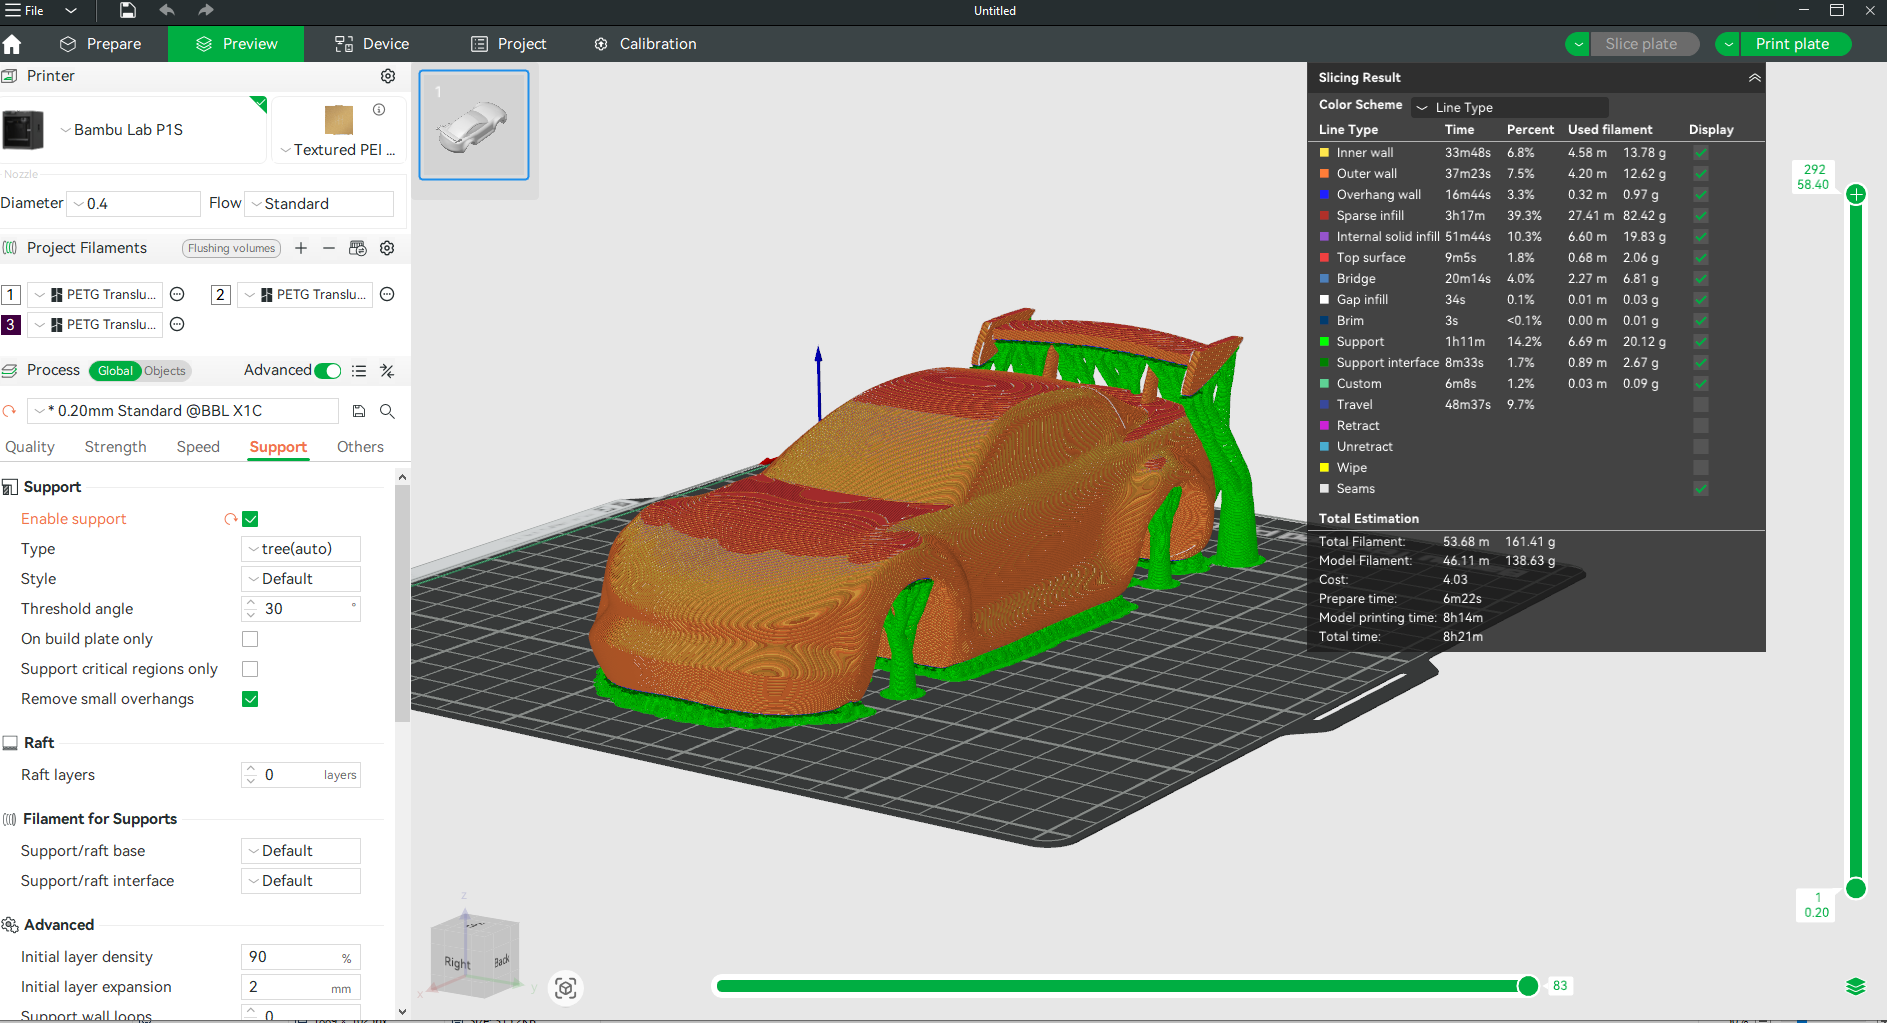 File
Untitled
Prepare
Preview
Device
Project
Calibration
Slice plate
Print plate
Printer
Bambu Lab P1S
Textured PEI ...
Nozzle
Diameter 0.4 Flow Standard
Project Filaments Flushing volumes
1 PETG Translu... 2 PETG Translu...
3 PETG Translu...
Process Global Objects Advanced
* 0.20mm Standard @BBL X1C
Quality Strength Speed Support Others
Support
Enable support
Type tree(auto)
Style Default
Threshold angle 30 °
On build plate only
Support critical regions only
Remove small overhangs
Raft
Raft layers 0 layers
Filament for Supports
Support/raft base Default
Support/raft interface Default
Advanced
Initial layer density 90 %
Initial layer expansion 2 mm
Support wall loops 0
1
Slicing Result
Color Scheme Line Type
Line Type Time Percent Used filament Display
Inner wall 33m48s 6.8% 4.58 m 13.78 g
Outer wall 37m23s 7.5% 4.20 m 12.62 g
Overhang wall 16m44s 3.3% 0.32 m 0.97 g
Sparse infill 3h17m 39.3% 27.41 m 82.42 g
Internal solid infill 51m44s 10.3% 6.60 m 19.83 g
Top surface 9m5s 1.8% 0.68 m 2.06 g
Bridge 20m14s 4.0% 2.27 m 6.81 g
Gap infill 34s 0.1% 0.01 m 0.03 g
Brim 3s <0.1% 0.00 m 0.01 g
Support 1h11m 14.2% 6.69 m 20.12 g
Support interface 8m33s 1.7% 0.89 m 2.67 g
Custom 6m8s 1.2% 0.03 m 0.09 g
Travel 48m37s 9.7%
Retract
Unretract
Wipe
Seams
Total Estimation
Total Filament: 53.68 m 161.41 g
Model Filament: 46.11 m 138.63 g
Cost: 4.03
Prepare time: 6m22s
Model printing time: 8h14m
Total time: 8h21m
292
58.40
1
0.20
z
Right
Back
x
y
83